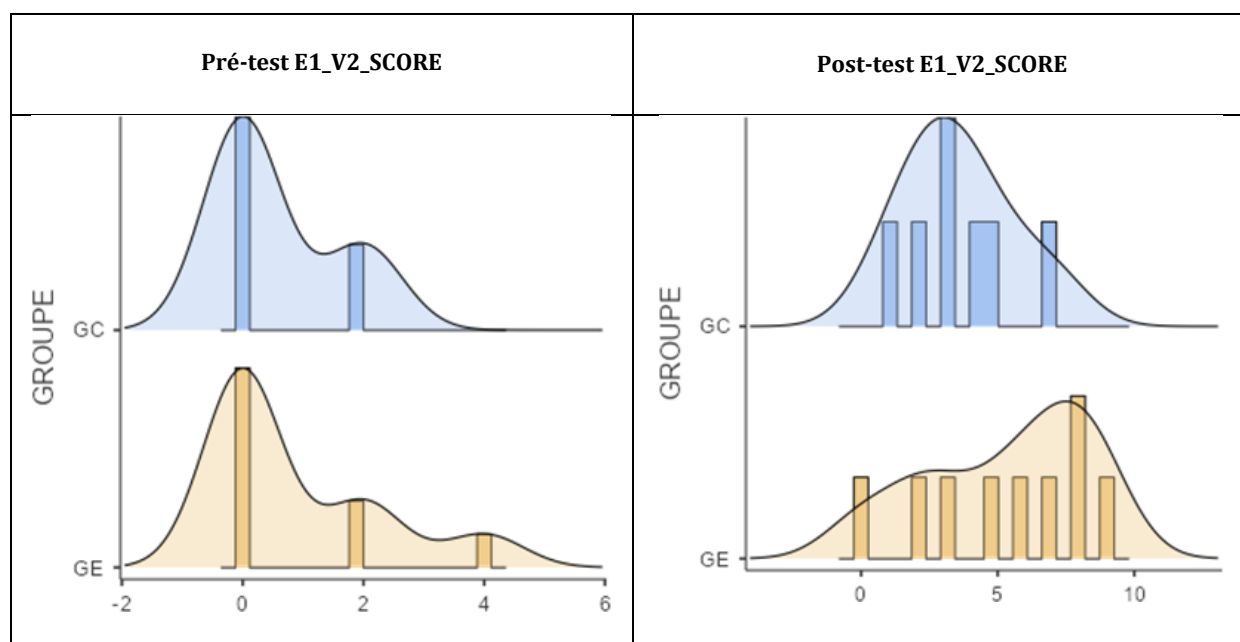 Pré-test E1_V2_SCORE
Post-test E1_V2_SCORE
GROUPE
GC
GE
-2 0 2 4 6
GROUPE
GC
GE
0 5 10